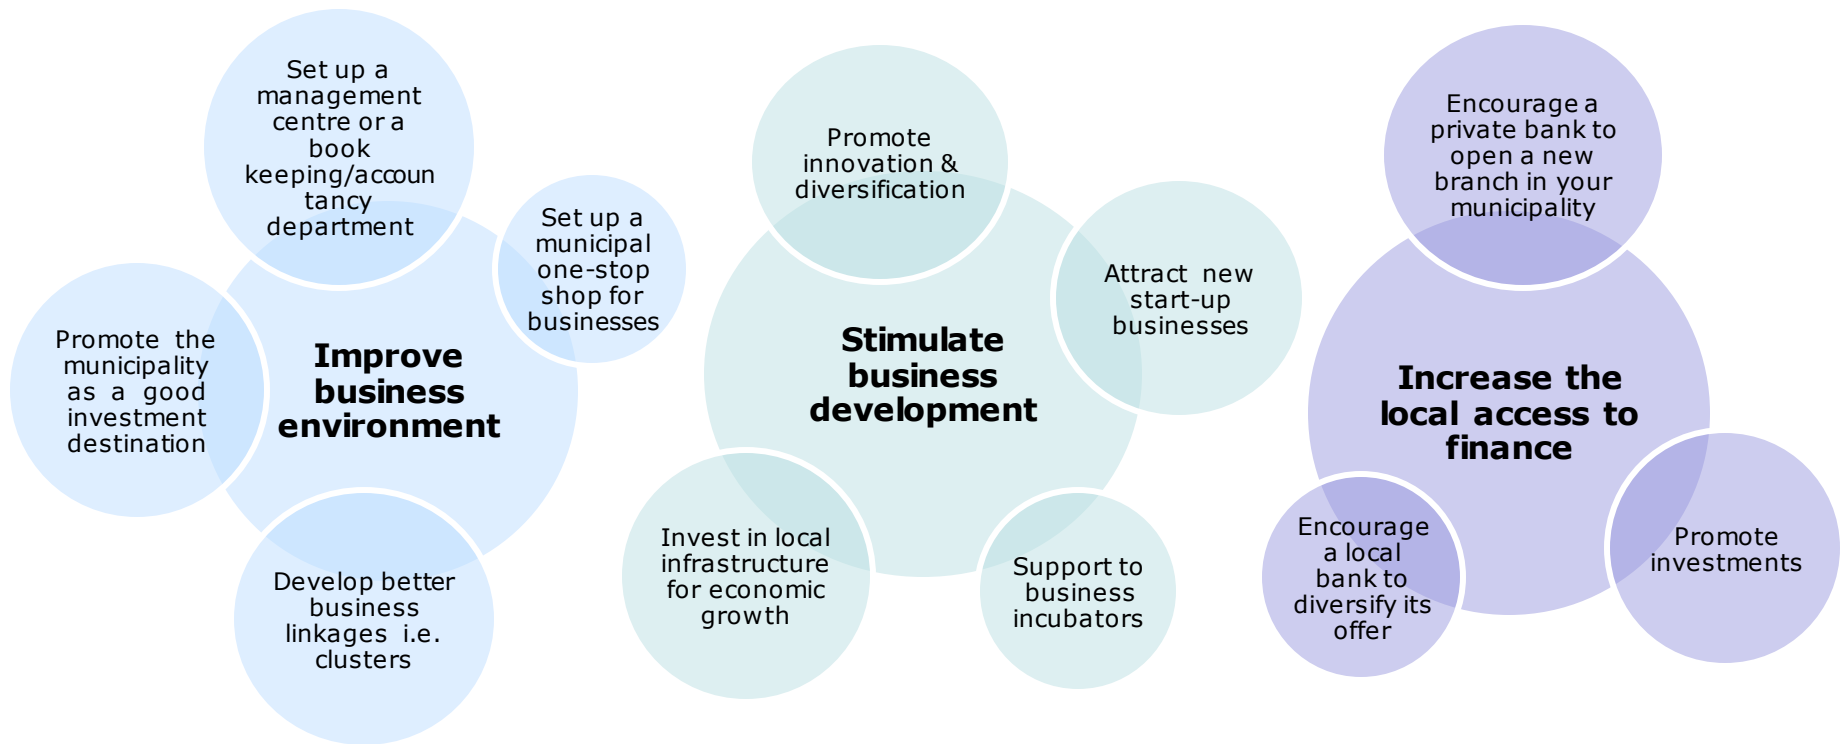 Set up a
management
centre or a
book
keeping/accoun
tancy
department
Set up a
municipal
one-stop
shop for
businesses
Promote the
municipality
as a good
investment
destination
Improve
business
environment
Develop better
business
linkages i.e.
clusters
Promote
innovation &
diversification
Attract new
start-up
businesses
Stimulate
business
development
Invest in local
infrastructure
for economic
growth
Support to
business
incubators
Encourage a
private bank to
open a new
branch in your
municipality
Increase the
local access to
finance
Encourage
a local
bank to
diversify its
offer
Promote
investments